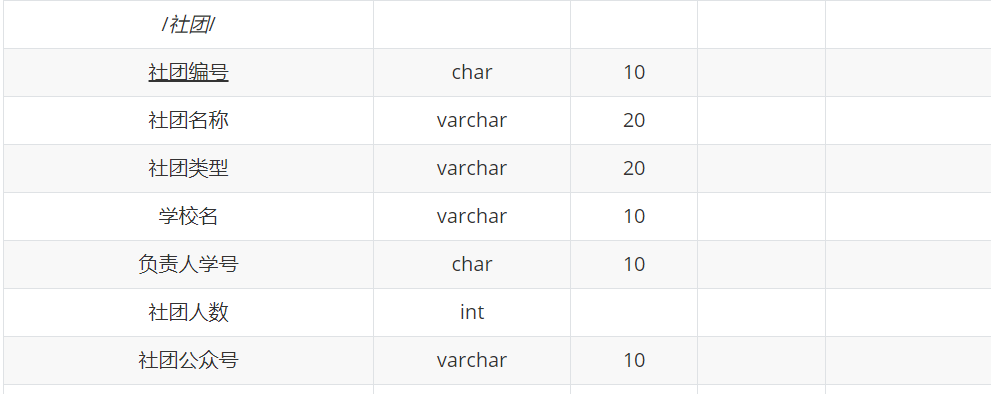 /社团/
社团编号 char 10
社团名称 varchar 20
社团类型 varchar 20
学校名 varchar 10
负责人学号 char 10
社团人数 int
社团公众号 varchar 10